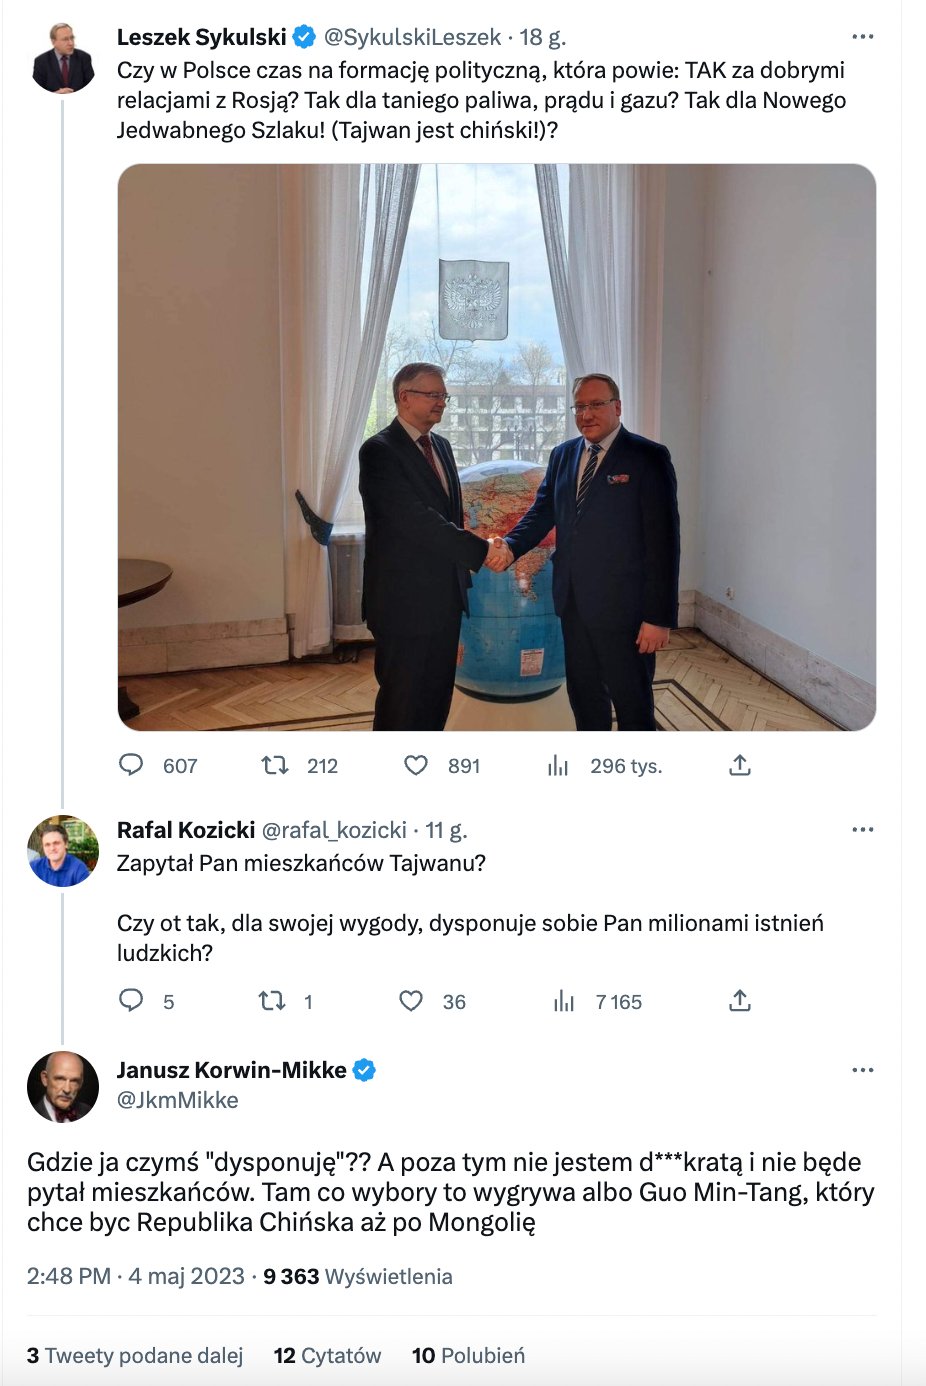 Leszek Sykulski @SykulskiLeszek · 18 g.
Czy w Polsce czas na formację polityczną, która powie: TAK za dobrymi
relacjami z Rosją? Tak dla taniego paliwa, prądu i gazu? Tak dla Nowego
Jedwabnego Szlaku! (Tajwan jest chiński!)?
607 212 891 296 tys.
Rafal Kozicki @rafal_kozicki · 11 g.
Zapytał Pan mieszkańców Tajwanu?
Czy ot tak, dla swojej wygody, dysponuje sobie Pan milionami istnień
ludzkich?
5 1 36 7 165
Janusz Korwin-Mikke
@JkmMikke
Gdzie ja czymś "dysponuję"?? A poza tym nie jestem d***kratą i nie będe
pytał mieszkańców. Tam co wybory to wygrywa albo Guo Min-Tang, który
chce byc Republika Chińska aż po Mongolię
2:48 PM · 4 maj 2023 · 9 363 Wyświetlenia
3 Tweety podane dalej 12 Cytatów 10 Polubień